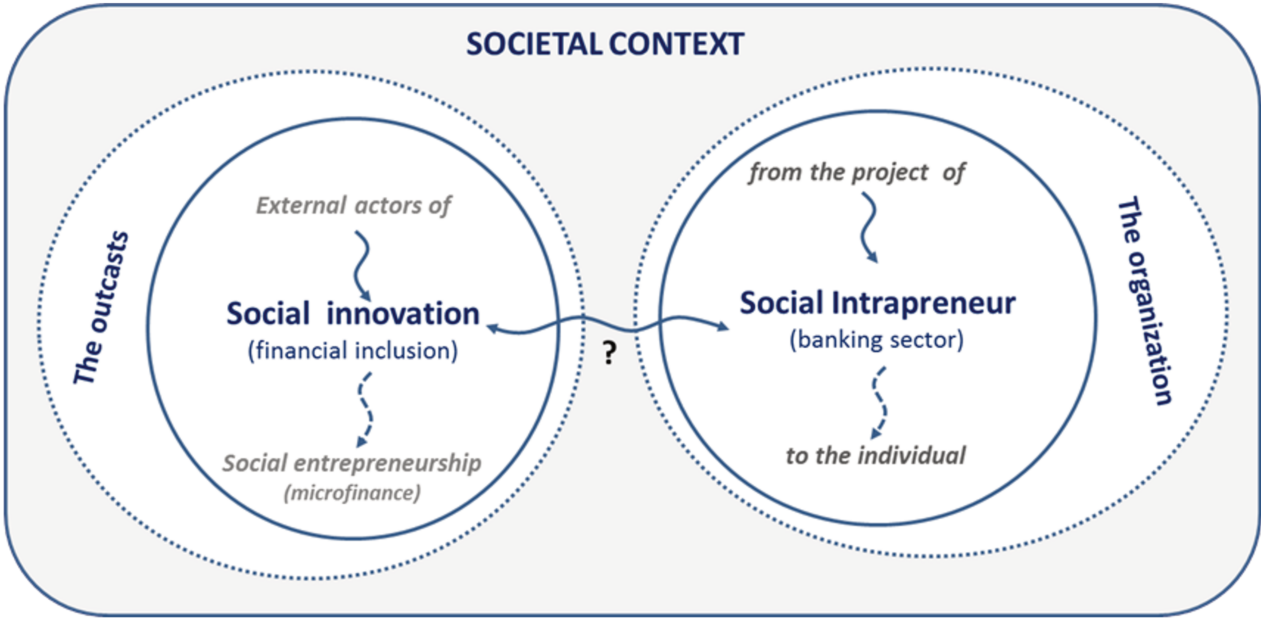 SOCIETAL CONTEXT
The outcasts
External actors of
Social innovation
(financial inclusion)
Social entrepreneurship
(microfinance)
?
from the project of
Social Intrapreneur
(banking sector)
to the individual
The organization